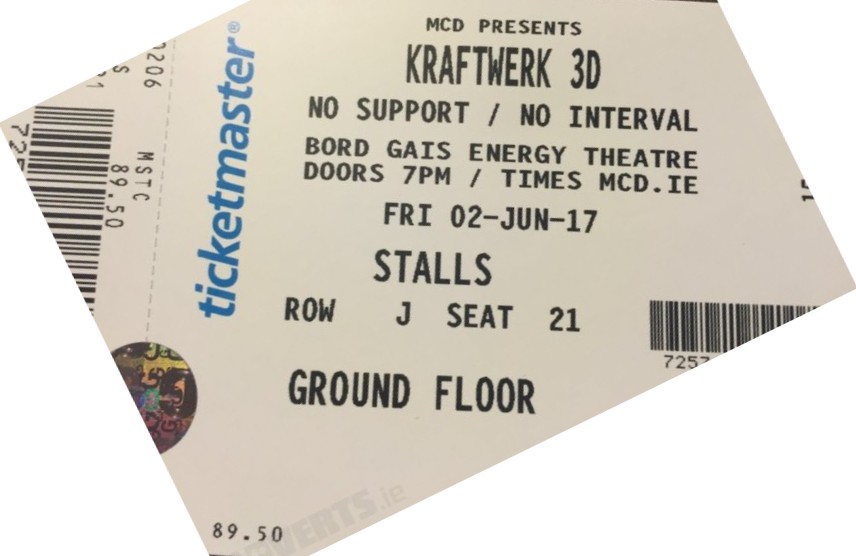 MCD PRESENTS
KRAFTWERK 3D
NO SUPPORT / NO INTERVAL
BORD GAIS ENERGY THEATRE
DOORS 7PM / TIMES MCD.IE
FRI 02-JUN-17
STALLS
ROW J SEAT 21
GROUND FLOOR
89.50
ticketmaster®
MSTC
89.50